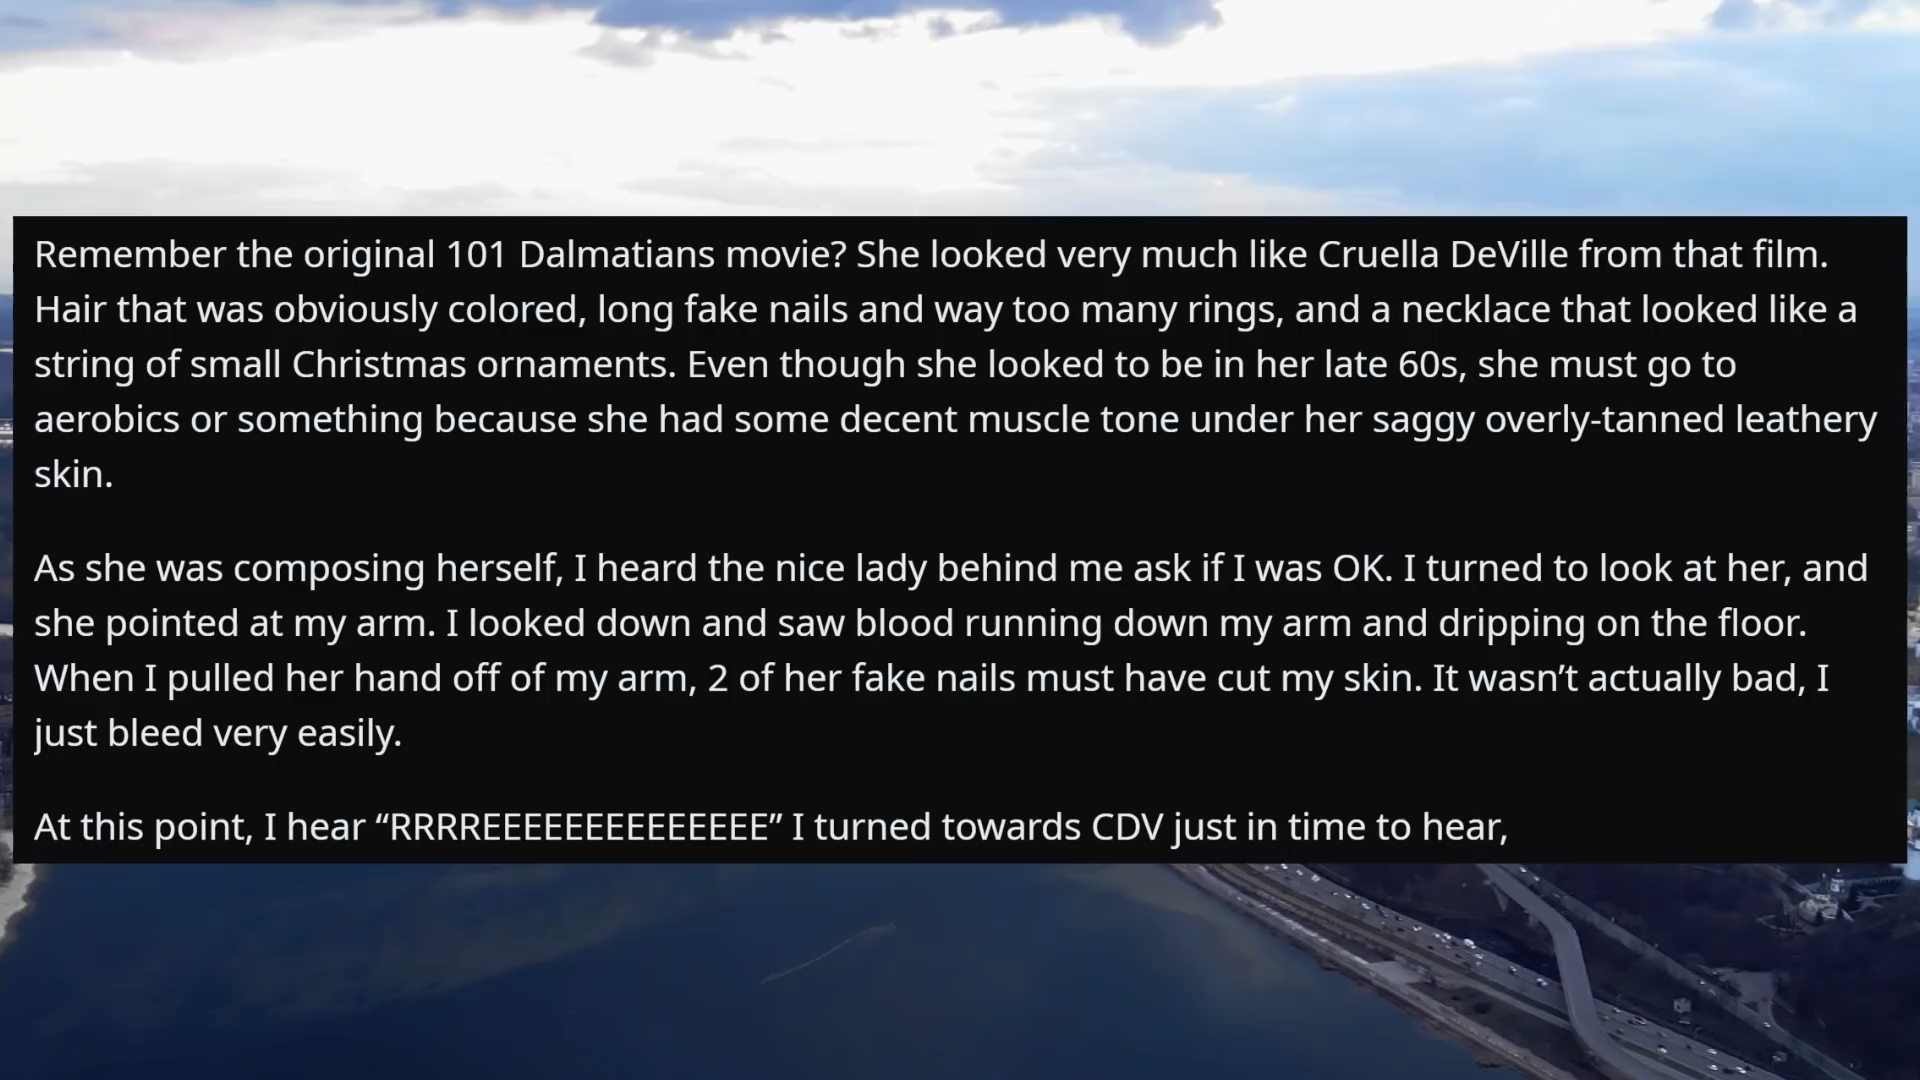 Remember the original 101 Dalmatians movie? She looked very much like Cruella DeVille from that film.
Hair that was obviously colored, long fake nails and way too many rings, and a necklace that looked like a
string of small Christmas ornaments. Even though she looked to be in her late 60s, she must go to
aerobics or something because she had some decent muscle tone under her saggy overly-tanned leathery
skin.
As she was composing herself, I heard the nice lady behind me ask if I was OK. I turned to look at her, and
she pointed at my arm. I looked down and saw blood running down my arm and dripping on the floor.
When I pulled her hand off of my arm, 2 of her fake nails must have cut my skin. It wasn’t actually bad, I
just bleed very easily.
At this point, I hear “RRRREEEEEEEEEEEEEE” I turned towards CDV just in time to hear,